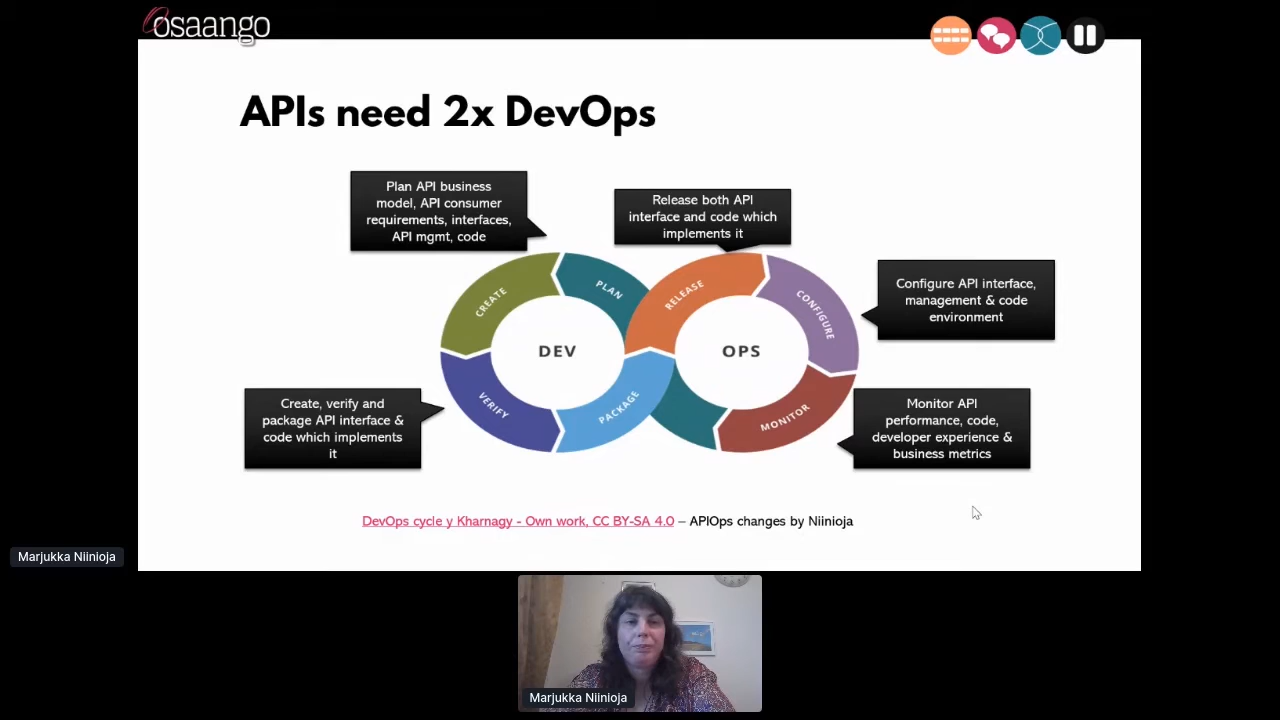 osaango
APIs need 2x DevOps
Plan API business
model, API consumer
requirements, interfaces,
API mgmt, code
Release both API
interface and code which
implements it
Configure API interface,
management & code
environment
CREATE
PLAN
RELEASE
CONFIGURE
DEV
OPS
VERIFY
PACKAGE
MONITOR
Create, verify and
package API interface &
code which implements
it
Monitor API
performance, code,
developer experience &
business metrics
DevOps cycle y Kharnagy - Own work, CC BY-SA 4.0 – APIOps changes by Niinioja
Marjukka Niinioja
Marjukka Niinioja